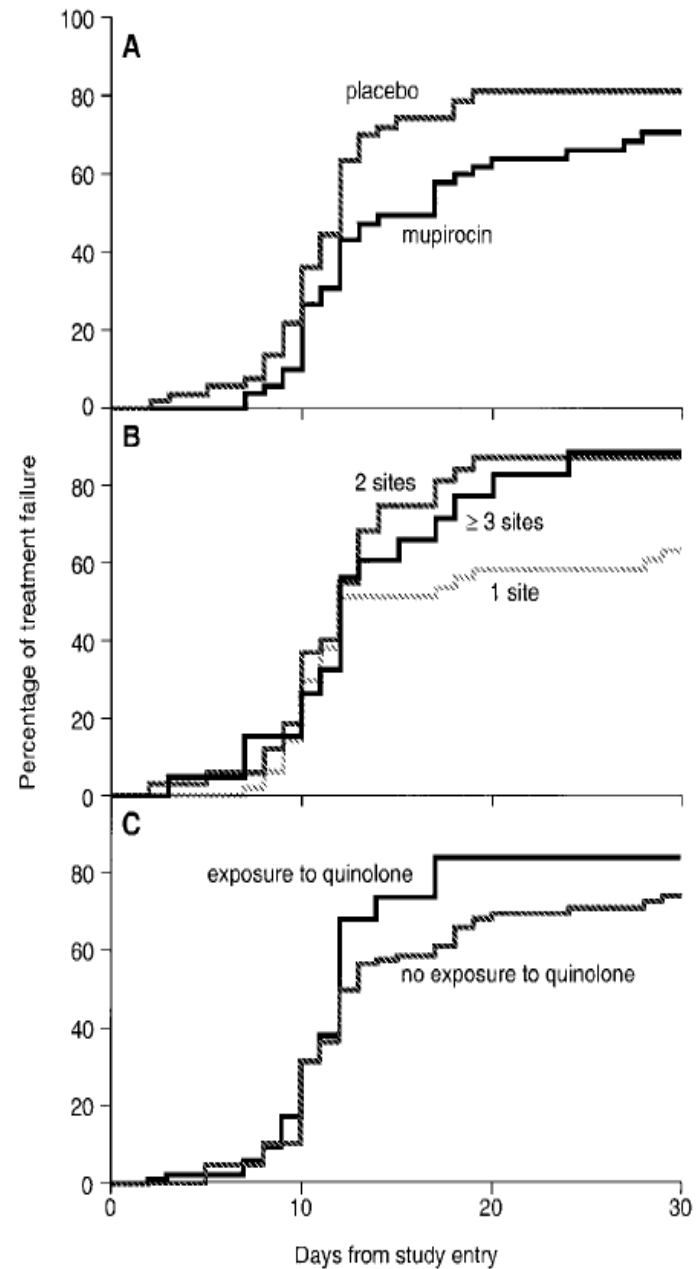 100
A
80
placebo
60
mupirocin
40
20
0
B
80
2 sites
≥ 3 sites
60
1 site
40
20
0
C
80
exposure to quinolone
60
no exposure to quinolone
40
20
0
0 10 20 30
Days from study entry
Percentage of treatment failure